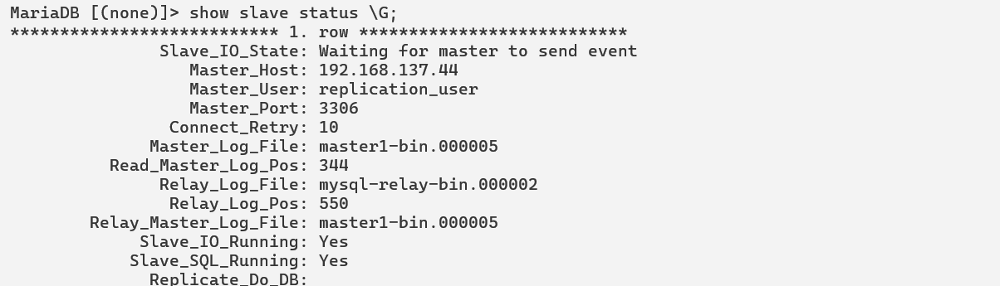 MariaDB [(none)]> show slave status \G;
*************************** 1. row ***************************
Slave_IO_State: Waiting for master to send event
Master_Host: 192.168.137.44
Master_User: replication_user
Master_Port: 3306
Connect_Retry: 10
Master_Log_File: master1-bin.000005
Read_Master_Log_Pos: 344
Relay_Log_File: mysql-relay-bin.000002
Relay_Log_Pos: 550
Relay_Master_Log_File: master1-bin.000005
Slave_IO_Running: Yes
Slave_SQL_Running: Yes
Replicate_Do_DB: